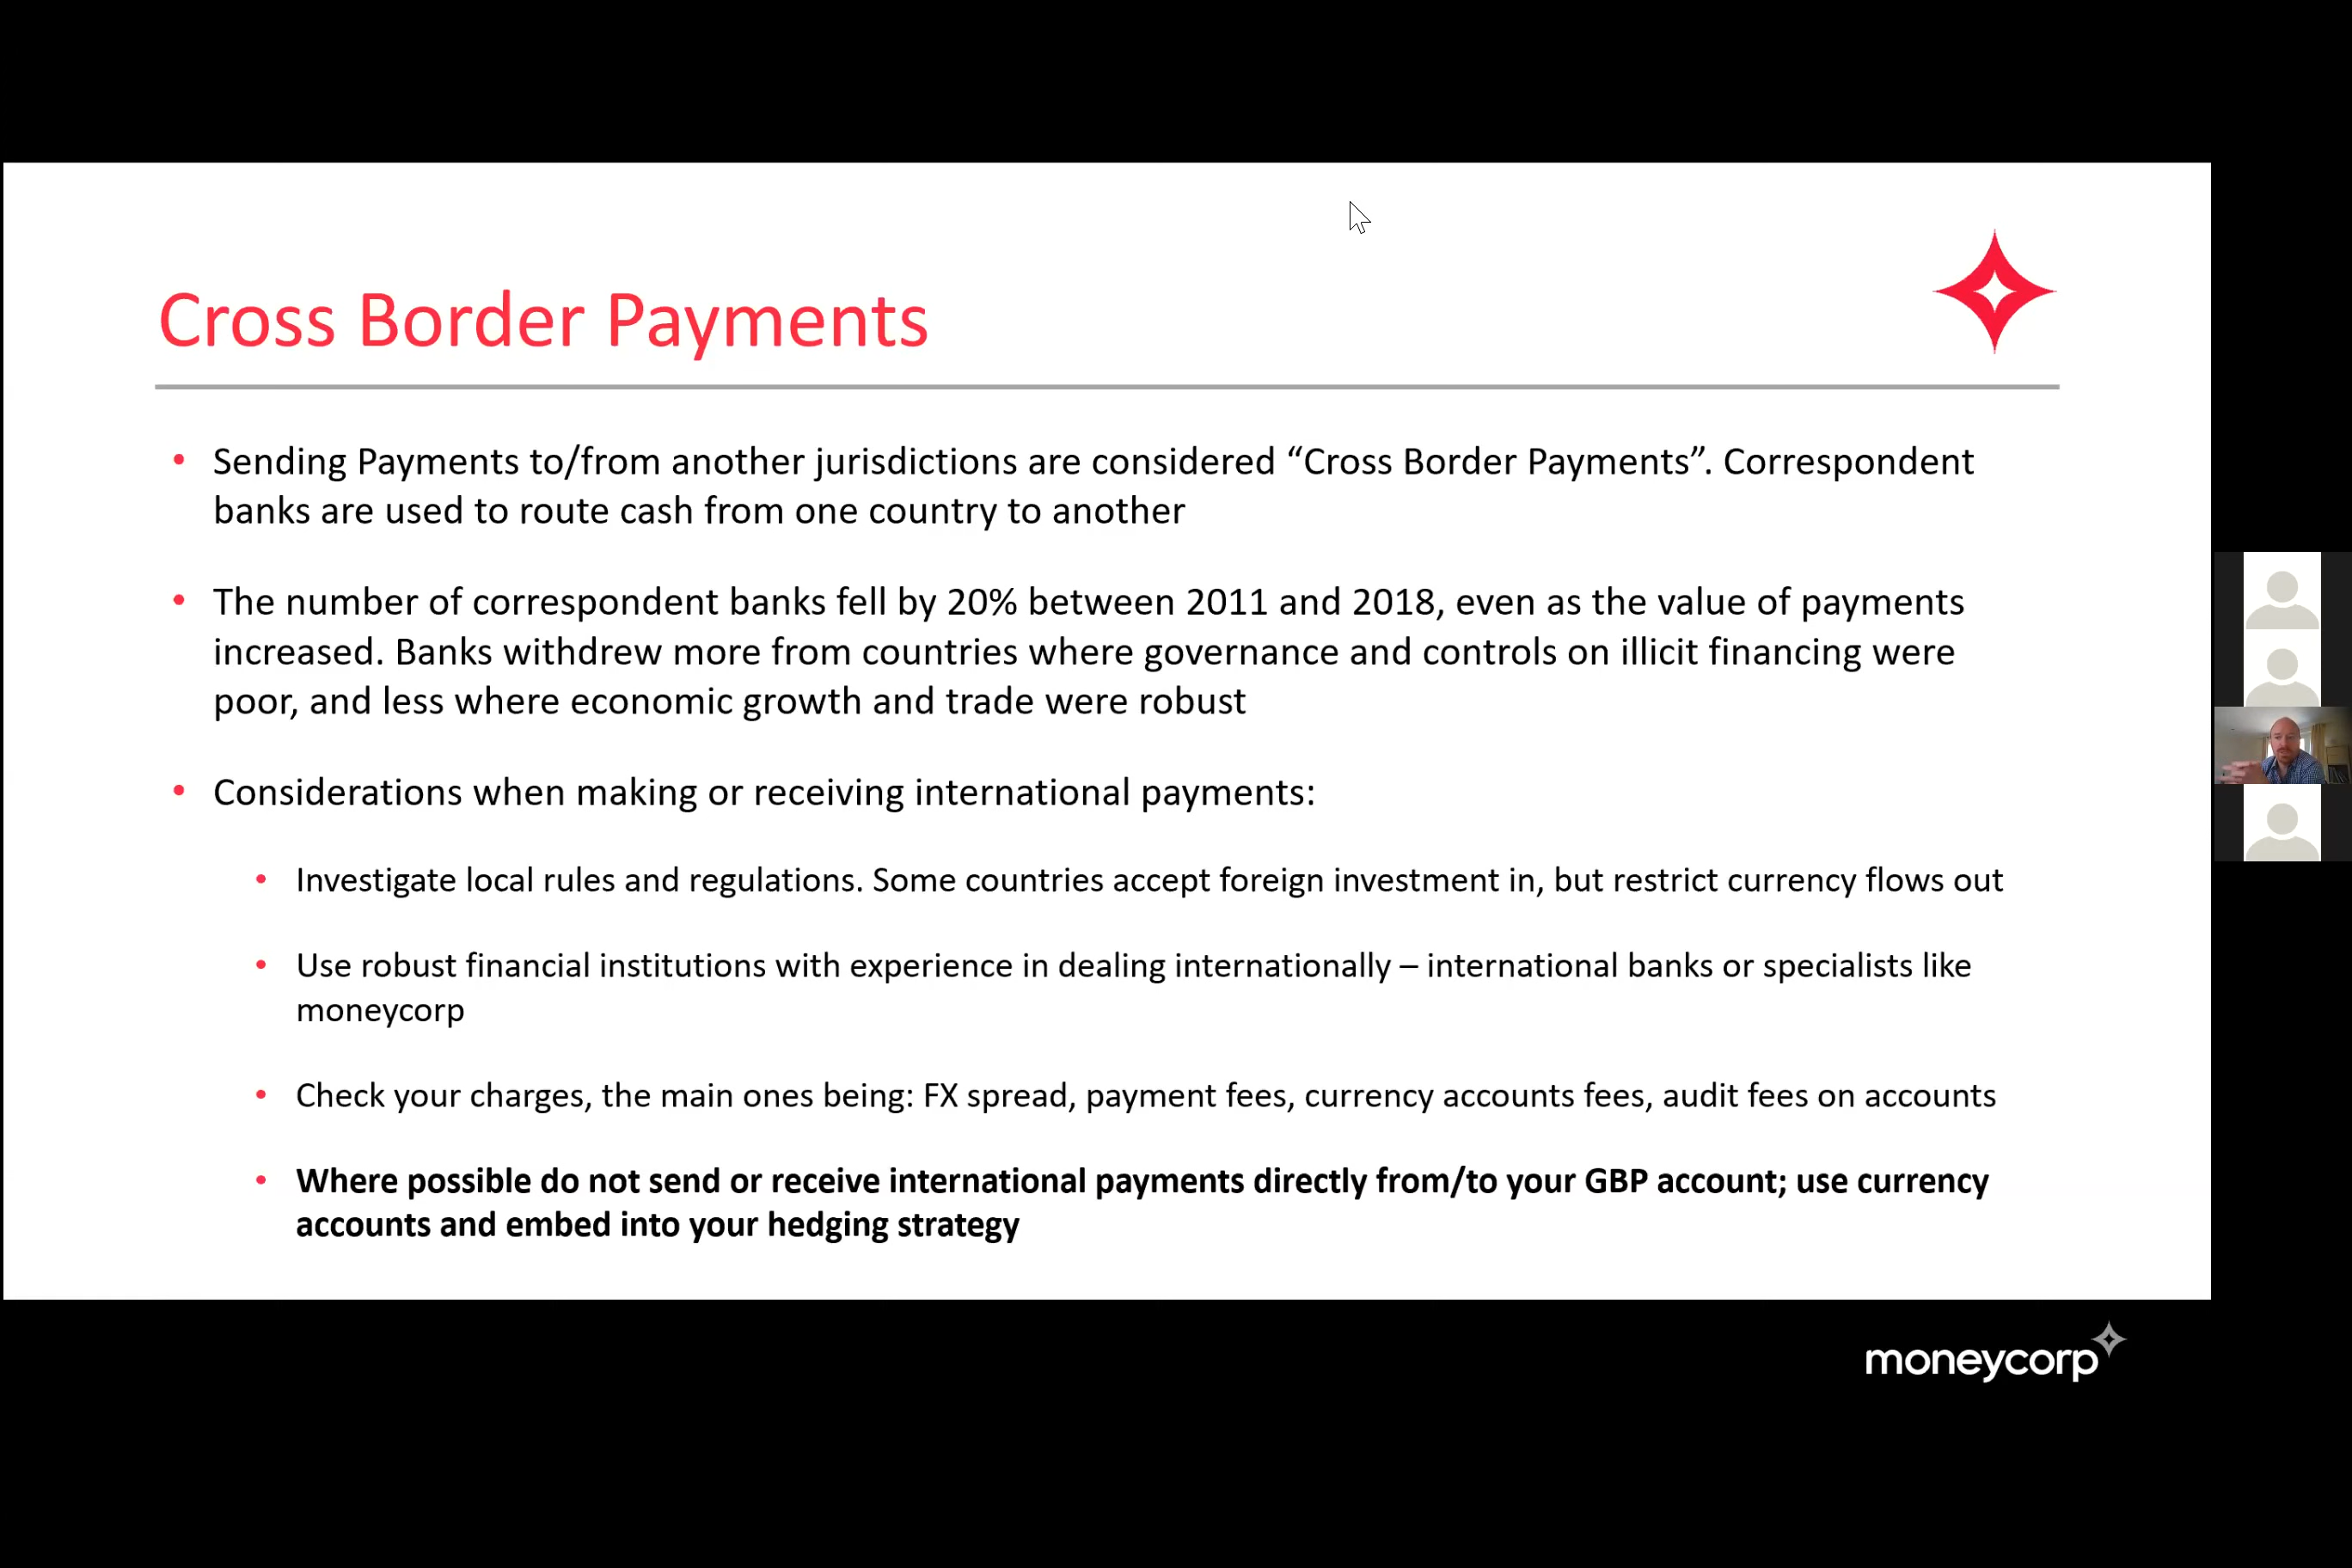 Cross Border Payments
• Sending Payments to/from another jurisdictions are considered “Cross Border Payments”. Correspondent
banks are used to route cash from one country to another
• The number of correspondent banks fell by 20% between 2011 and 2018, even as the value of payments
increased. Banks withdrew more from countries where governance and controls on illicit financing were
poor, and less where economic growth and trade were robust
• Considerations when making or receiving international payments:
• Investigate local rules and regulations. Some countries accept foreign investment in, but restrict currency flows out
• Use robust financial institutions with experience in dealing internationally – international banks or specialists like
moneycorp
• Check your charges, the main ones being: FX spread, payment fees, currency accounts fees, audit fees on accounts
• Where possible do not send or receive international payments directly from/to your GBP account; use currency
accounts and embed into your hedging strategy
moneycorp